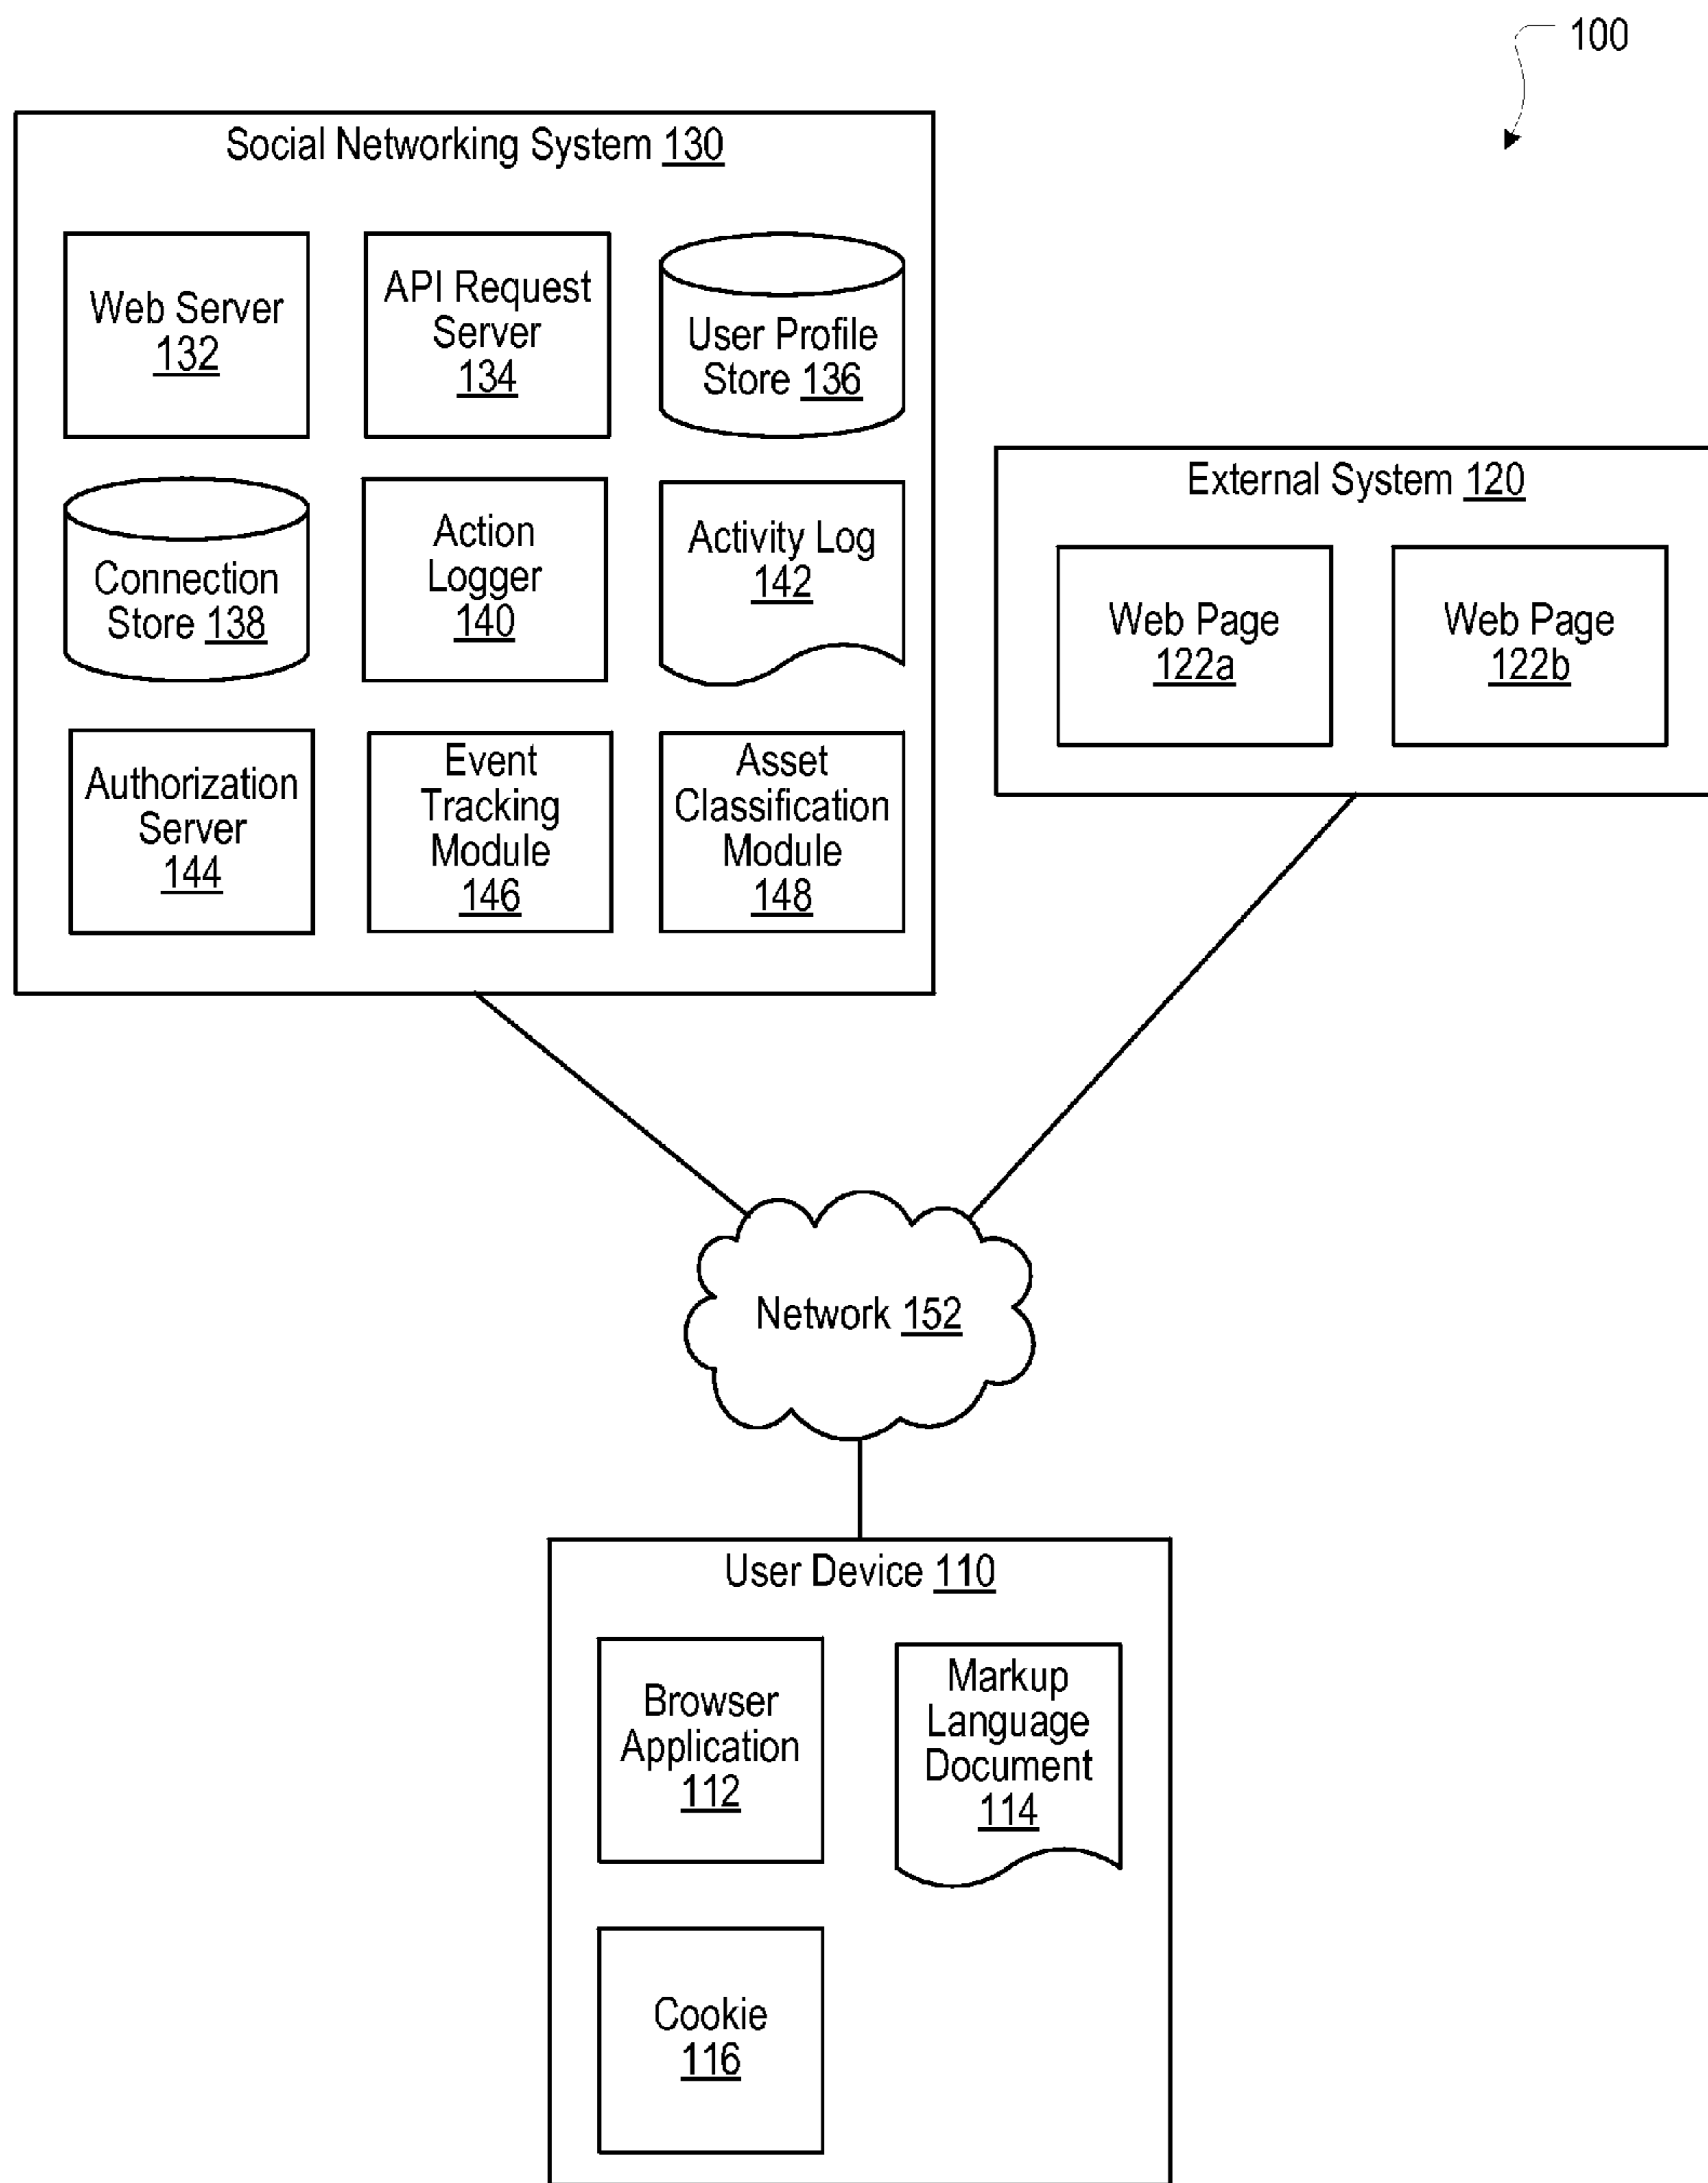 100
Social Networking System 130
Web Server
132
API Request
Server
134
User Profile
Store 136
Connection
Store 138
Action
Logger
140
Activity Log
142
Authorization
Server
144
Event
Tracking
Module
146
Asset
Classification
Module
148
External System 120
Web Page
122a
Web Page
122b
Network 152
User Device 110
Browser
Application
112
Markup
Language
Document
114
Cookie
116